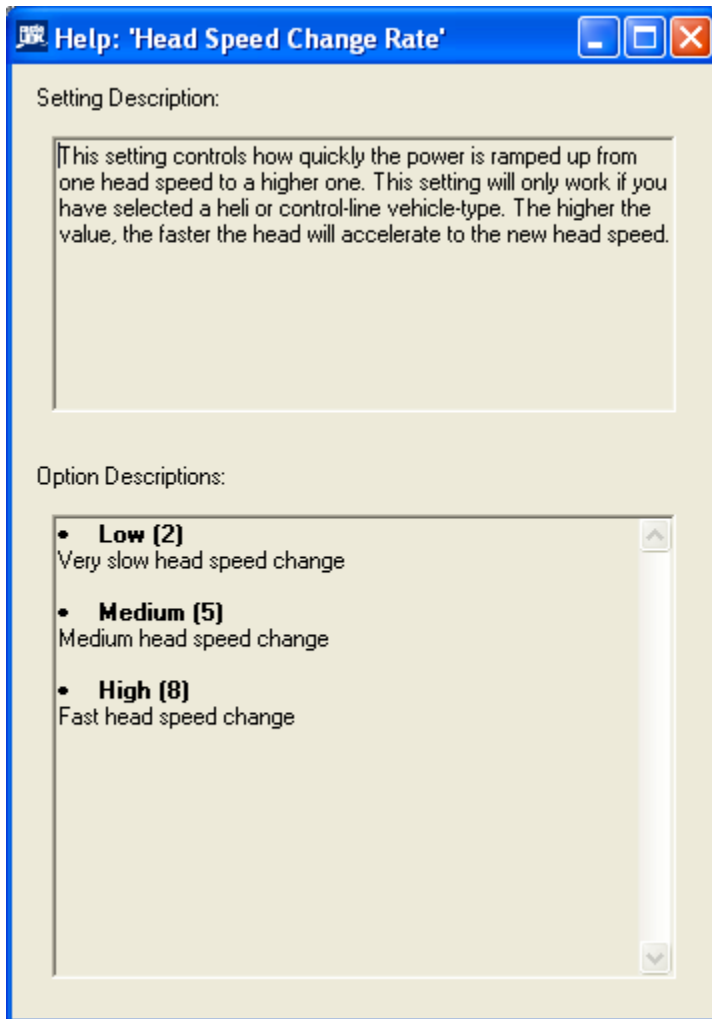 Help: 'Head Speed Change Rate'
Setting Description:
This setting controls how quickly the power is ramped up from
one head speed to a higher one. This setting will only work if you
have selected a heli or control-line vehicle-type. The higher the
value, the faster the head will accelerate to the new head speed.
Option Descriptions:
• Low (2)
Very slow head speed change
• Medium (5)
Medium head speed change
• High (8)
Fast head speed change